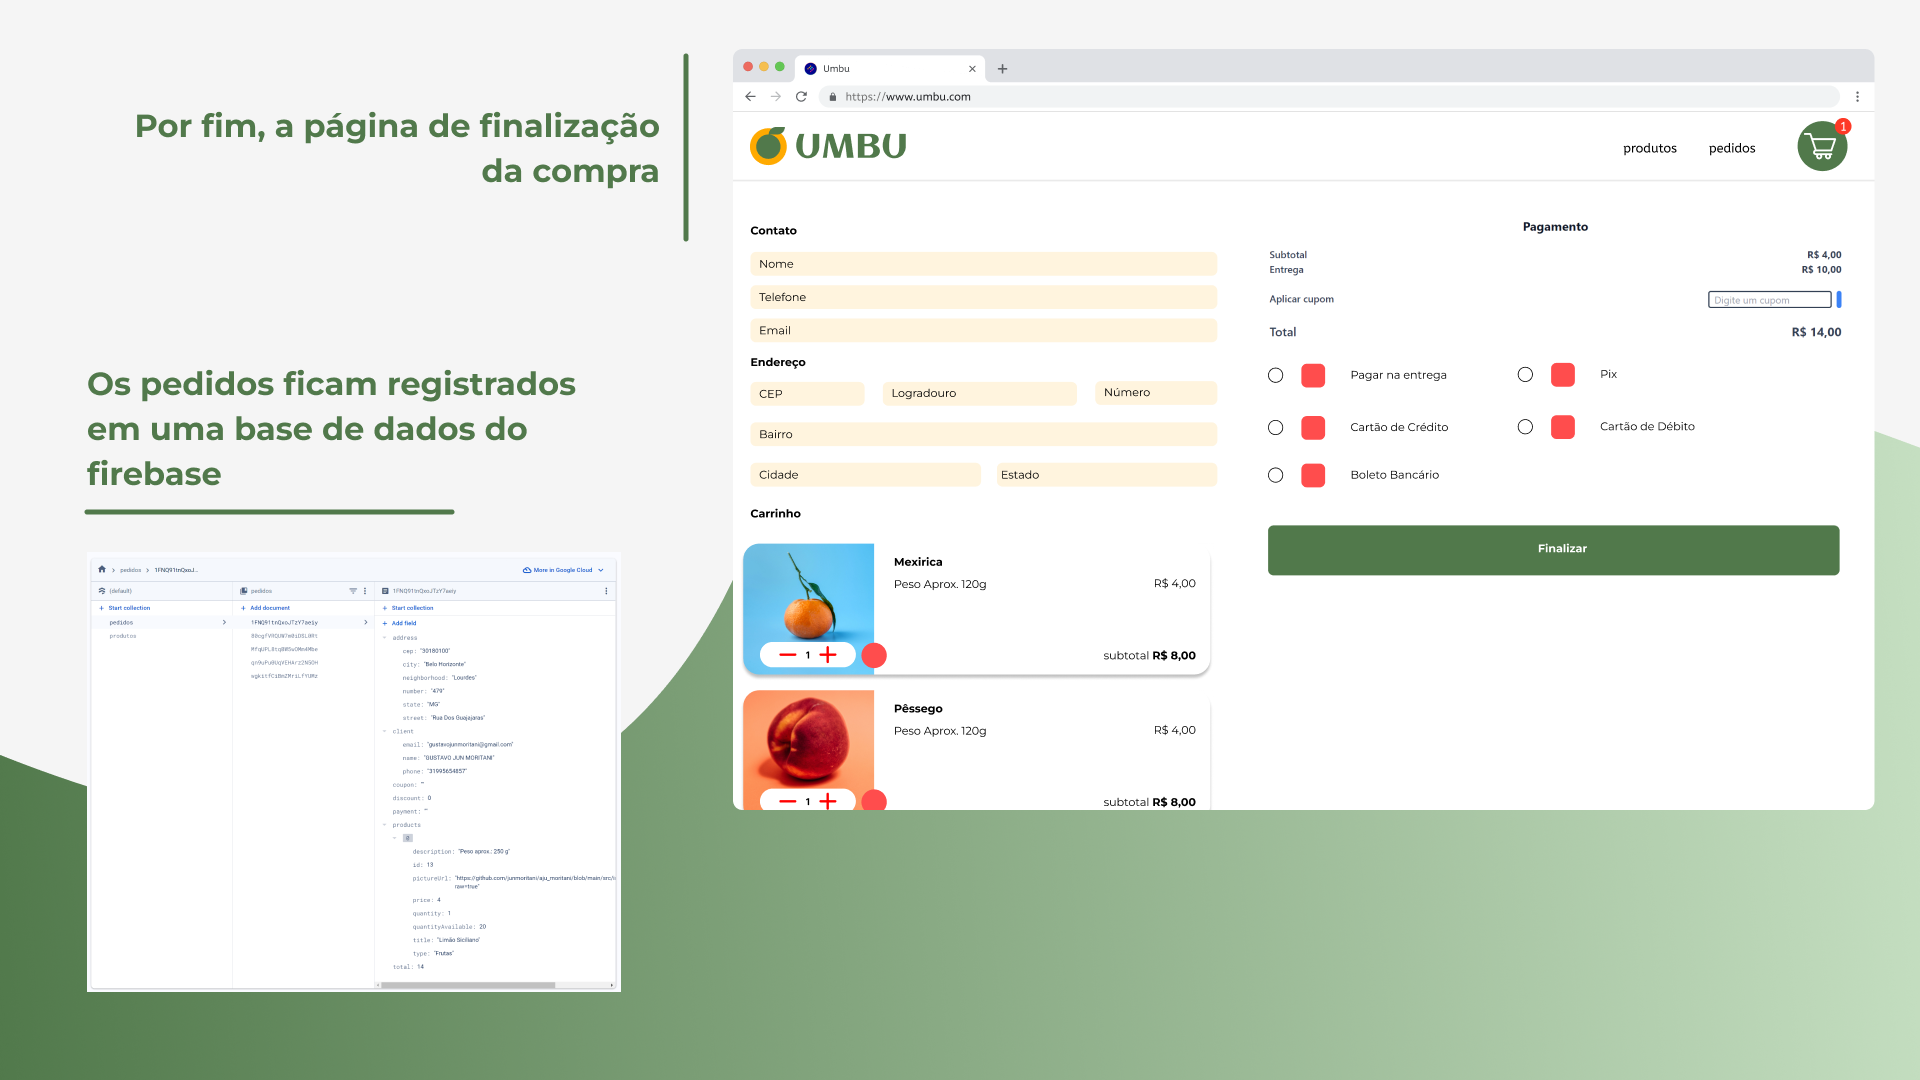 Por fim, a página de finalização
da compra
Os pedidos ficam registrados
em uma base de dados do
firebase
pedidos
1FNQ91tnQxoJ...
More in Google Cloud
(default)
pedidos
1FNQ91tnQxoJTzY7aeiy
Start collection
Add document
Start collection
pedidos
produtos
1FNQ91tnQxoJTzY7aeiy
Add field
address
cep: "30180100"
city: "Belo Horizonte"
neighborhood: "Lourdes"
number: "479"
state: "MG"
street: "Rua Dos Guajajaras"
client
email: "gustavojunmoritani@gmail.com"
name: "GUSTAVO JUN MORITANI"
phone: "31995654857"
coupon: ""
discount: 0
payment: ""
products
0
description: "Peso aprox.: 250 g"
id: 13
pictureUrl: "https://github.com/junmoritani/aju_moritani/blob/main/src/i
raw=true"
price: 4
quantity: 1
quantityAvailable: 20
title: "Limão Siciliano"
type: "Frutas"
total: 14
Umbu
https://www.umbu.com
UMBU
produtos
pedidos
1
Contato
Nome
Telefone
Email
Endereço
CEP
Logradouro
Número
Bairro
Cidade
Estado
Carrinho
Mexirica
Peso Aprox. 120g
R$ 4,00
1
subtotal R$ 8,00
Pêssego
Peso Aprox. 120g
R$ 4,00
1
subtotal R$ 8,00
Pagamento
Subtotal
R$ 4,00
Entrega
R$ 10,00
Aplicar cupom
Digite um cupom
Total
R$ 14,00
Pagar na entrega
Pix
Cartão de Crédito
Cartão de Débito
Boleto Bancário
Finalizar